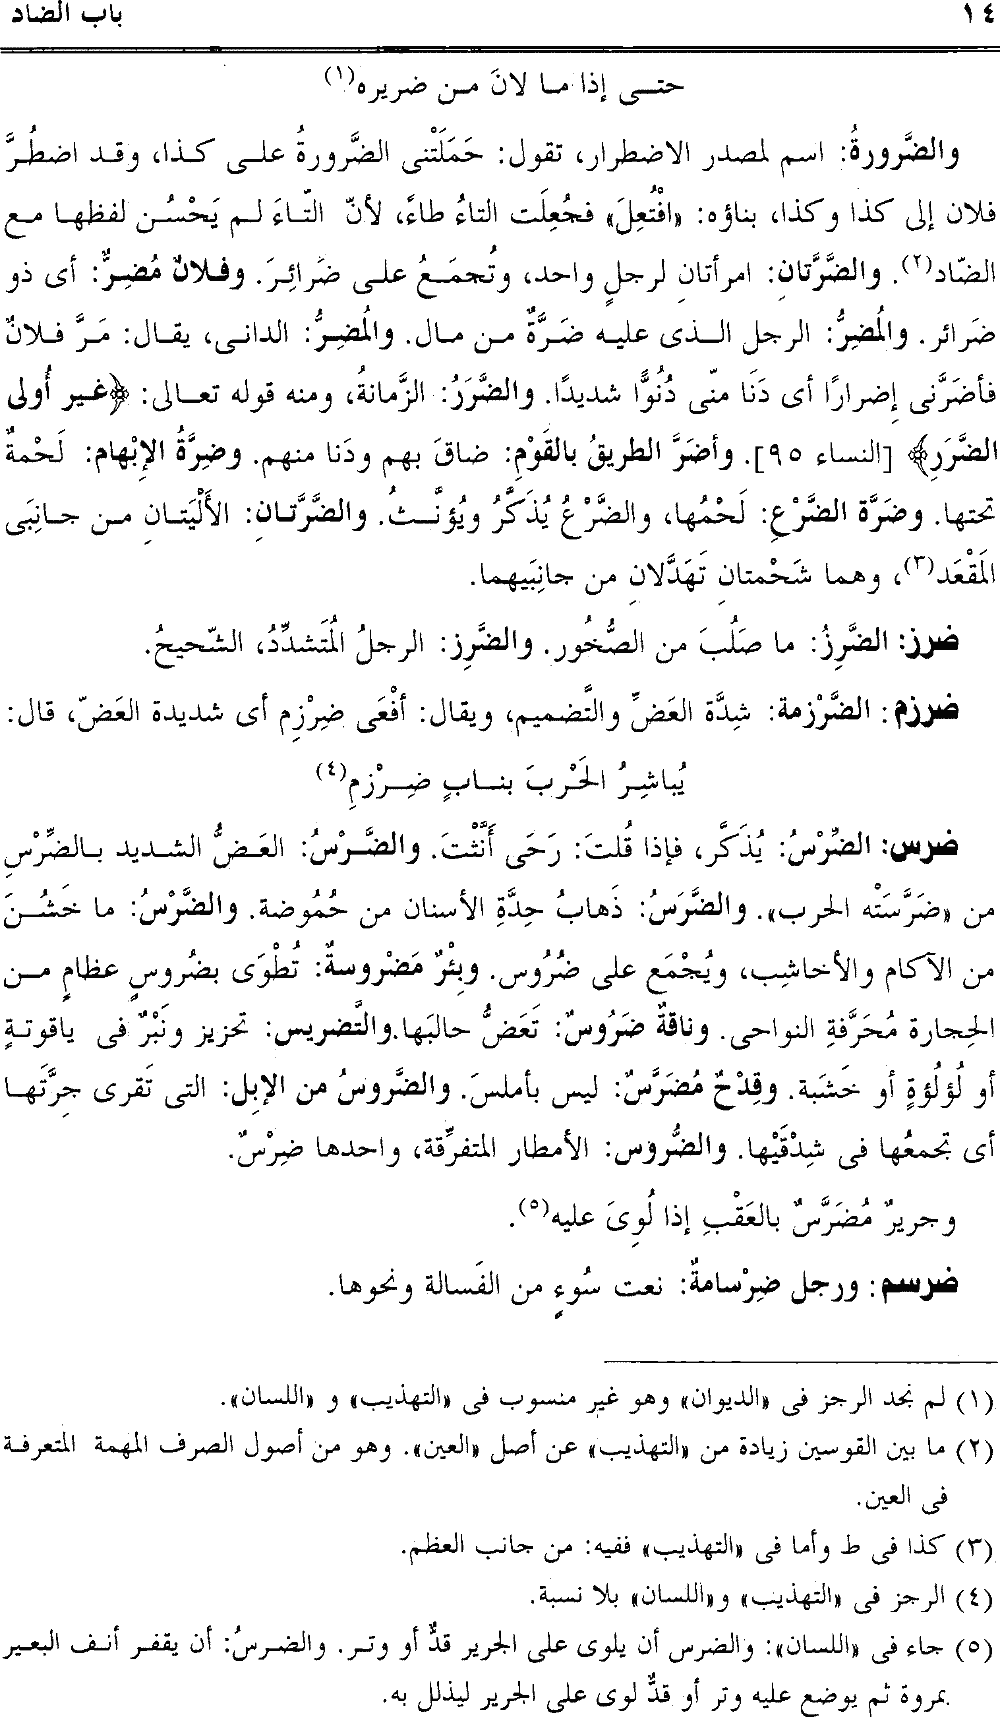 ١٤ باب الضاد
حتى إذا ما لانَ من ضريره(١)
والضَّرورةُ: اسم لمصدر الاضطرار، تقول: حَمَلَتْنى الضَّرورةُ على كذا، وقد اضطُرَّ
فلان إلى كذا وكذا، بناؤه: «افْتُعِلَ» فجُعِلَت التاءُ طاءً، لأنّ التّاءَ لم يَحْسُن لفظها مع
الضّاد(٢). والضَّرَّتانِ: امرأتانِ لرجلٍ واحد، وتُجمَعُ على ضَرائِرَ. وفلانٌ مُضِرٌّ: أى ذو
ضَرائر. والمُضِرُّ: الرجل الذى عليه ضَرَّةٌ من مال. والمُضِرُّ: الدانى، يقال: مَرَّ فلانٌ
فأضَرَّنى إضرارًا أى دَنَا منّى دُنُوًّا شديدًا. والضَّرَرُ: الزَّمانةُ، ومنه قوله تعالى: ﴿غير أُولى
الضَّرَرِ﴾ [النساء ٩٥]. وأضَرَّ الطريقُ بالقَوْمِ: ضاقَ بهم ودَنا منهم. وضِرَّةُ الإبْهام: لَحْمةٌ
تحتها. وضَرَّة الضَّرْعِ: لَحْمُها، والضَّرْعُ يُذَكَّرُ ويُؤنَّثُ. والضَّرَّتانِ: الأَلْيَتانِ من جانِبَى
المَقْعَد(٣)، وهما شَحْمتانِ تَهَدَّلانِ من جانِبَيهما.
ضرز: الضَّرِزُ: ما صَلُبَ من الصُّخُور. والضَّرِز: الرجلُ المُتَشدِّدُ، الشّحيحُ.
ضرزم: الضَّرْزمة: شِدَّة العَضِّ والتَّضميم، ويقال: أفْعَى ضِرْزِم أى شديدة العَضّ، قال:
يُباشِرُ الحَرْبَ بنابٍ ضِرْزمِ(٤)
ضرس: الضِّرْسُ: يُذَكَّر، فإذا قُلتَ: رَحَى أَنَّثْتَ. والضَّرْسُ: العَضُّ الشديد بالضِّرْسِ
من «ضَرَّسَتْه الحرب». والضَّرَسُ: ذَهابُ حِدَّةِ الأسنان من حُمُوضة. والضَّرْسُ: ما خَشُنَ
من الآكام والأخاشِب، ويُجْمَع على ضُرُوس. وبِئْرٌ مَضْروسةٌ: تُطْوَى بضُروسٍ عظامٍ من
الحِجارة مُحَرَّفةِ النواحى. وناقةٌ ضَرُوسٌ: تَعَضُّ حالبَها. والتَّضريس: تحزيز ونَبْرٌ فى ياقوتةٍ
أو لُؤلُؤةٍ أو خَشَبة. وقِدْحٌ مُضَرَّسٌ: ليس بأملسَ. والضَّروسُ من الإبِل: التى تَقرى جِرَّتَها
أى تجمعُها فى شِدْقَيْها. والضُّروس: الأمطار المتفرِّقة، واحدها ضِرْسٌ.
وجريرٌ مُضَرَّسٌ بالعَقْبِ إذا لُوِىَ عليه(٥).
ضرسم: ورجل ضِرْسامةٌ: نعت سُوءٍ من الفَسالة ونحوها.
(١) لم نجد الرجز فى «الديوان» وهو غير منسوب فى «التهذيب» و «اللسان».
(٢) ما بين القوسين زيادة من «التهذيب» عن أصل «العين». وهو من أصول الصرف المهمة المتعرفة
فى العين.
(٣) كذا فى ط وأما فى «التهذيب» ففيه: من جانب العظم.
(٤) الرجز فى «التهذيب» و«اللسان» بلا نسبة.
(٥) جاء فى «اللسان»: والضرس أن يلوى على الجرير قدٌّ أو وتر. والضرسُ: أن يقفر أنف البعير
بمروة ثم يوضع عليه وتر أو قدٌّ لوى على الجرير ليذلل به.